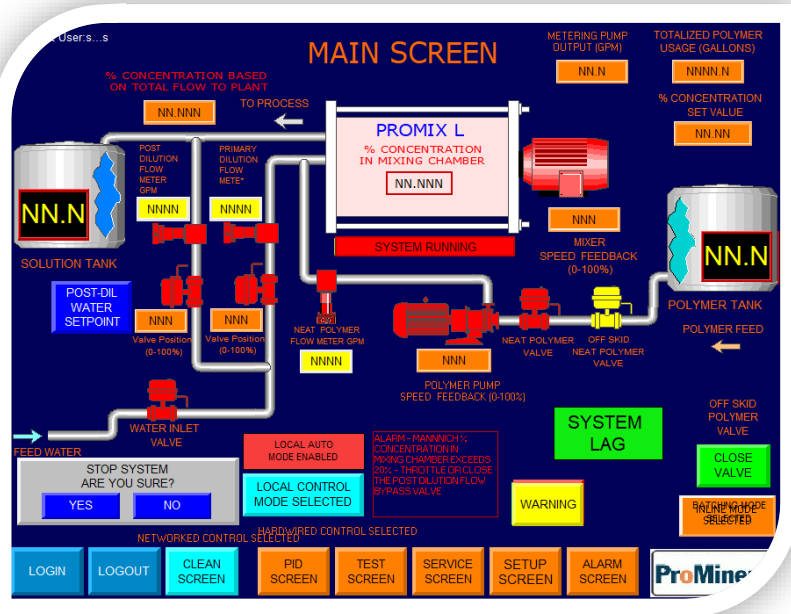 User:s...s
MAIN SCREEN
METERING PUMP
OUTPUT (GPM)
NN.N
TOTALIZED POLYMER
USAGE (GALLONS)
NNNN.N
% CONCENTRATION BASED
ON TOTAL FLOW TO PLANT
NN.NNN
TO PROCESS
% CONCENTRATION
SET VALUE
NN.NN
PROMIX L
% CONCENTRATION
IN MIXING CHAMBER
NN.NNN
POST
DILUTION
FLOW
METER
GPM
NNNN
PRIMARY
DILUTION
FLOW
METE"
NNNN
NN.N
SOLUTION TANK
NNN
MIXER
SPEED FEEDBACK
(0-100%)
SYSTEM RUNNING
NN.N
POLYMER TANK
POLYMER FEED
POST-DIL
WATER
SETPOINT
NNN
Valve Position
(0-100%)
NNN
Valve Position
(0-100%)
NEAT POLYMER
FLOW METER GPM
NNNN
NNN
POLYMER PUMP
SPEED FEEDBACK (0-100%)
NEAT POLYMER
VALVE
OFF SKID
NEAT POLYMER
VALVE
WATER INLET
VALVE
FEED WATER
OFF SKID
POLYMER
VALVE
CLOSE
VALVE
SYSTEM
LAG
LOCAL AUTO
MODE ENABLED
LOCAL CONTROL
MODE SELECTED
ALARM - MANNNICH %
CONCENTRATION IN
MIXING CHAMBER EXCEEDS
20% - THROTTLE OR CLOSE
THE POST DILUTION FLOW
BYPASS VALVE
STOP SYSTEM
ARE YOU SURE?
YES
NO
WARNING
BATCHING MODE
SELECTED
INLINE MODE
SELECTED
HARDWIRED CONTROL SELECTED
NETWORKED CONTROL SELECTED
LOGIN
LOGOUT
CLEAN
SCREEN
PID
SCREEN
TEST
SCREEN
SERVICE
SCREEN
SETUP
SCREEN
ALARM
SCREEN
ProMine